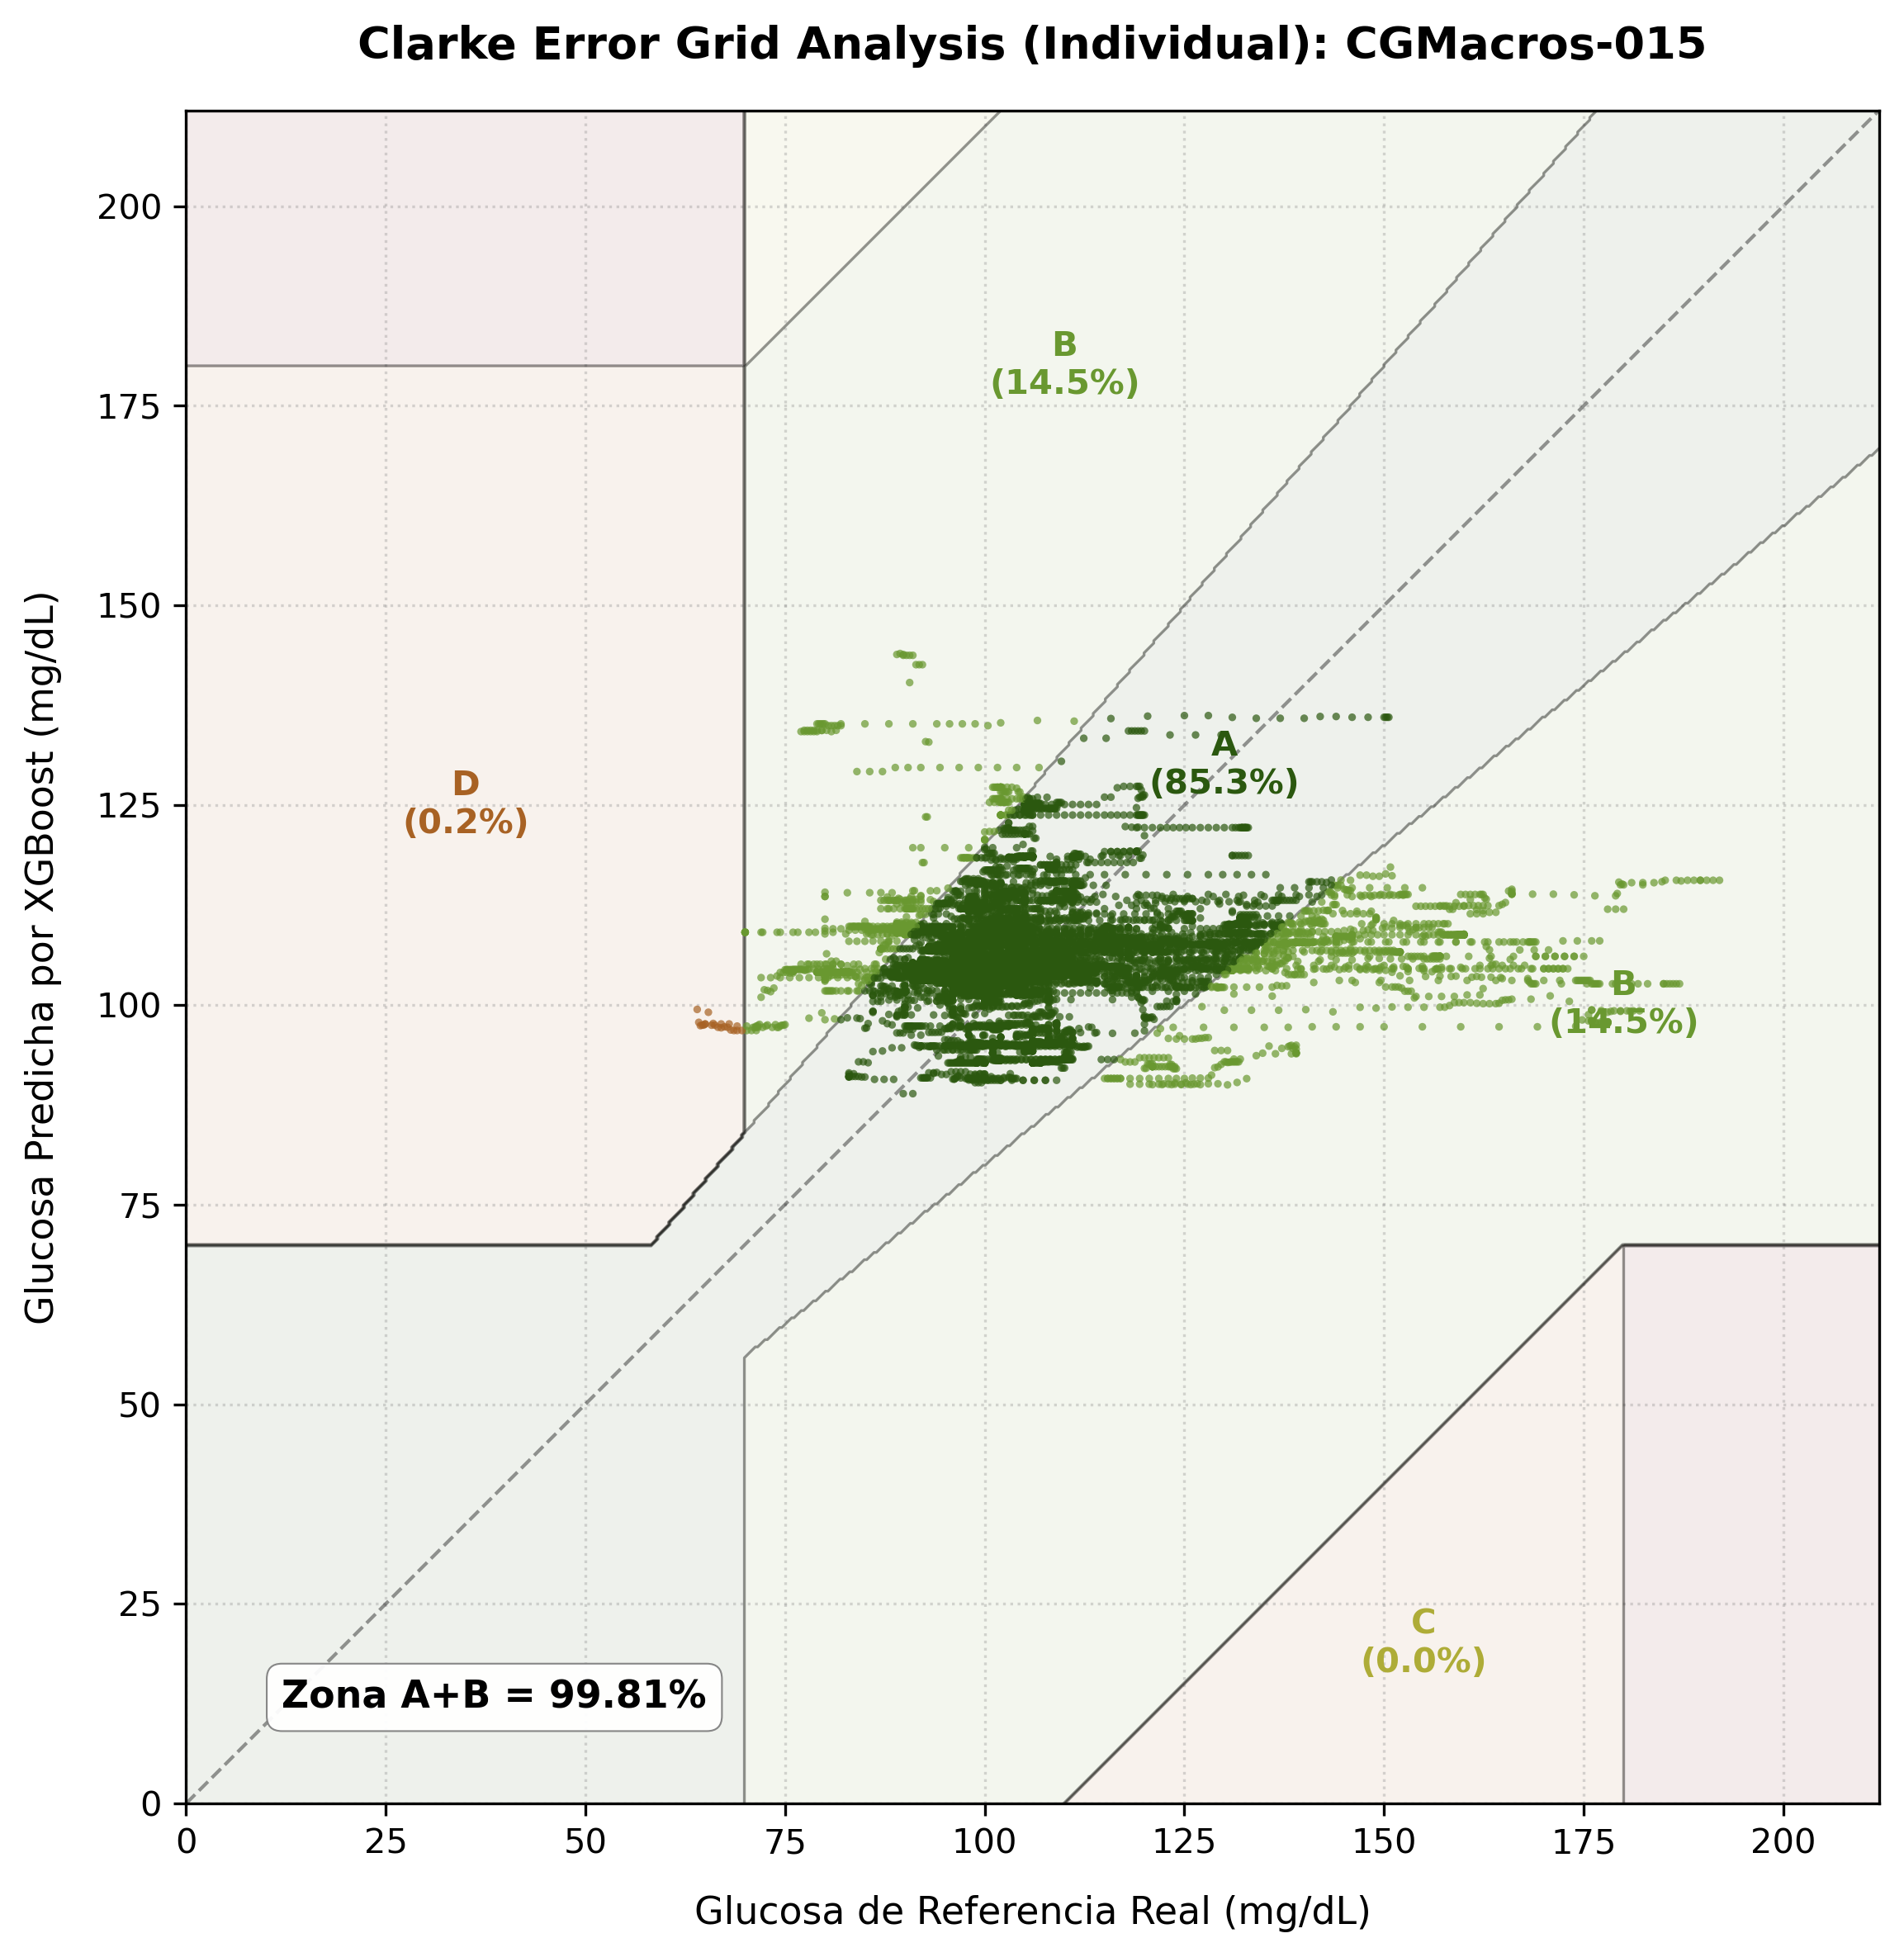 Clarke Error Grid Analysis (Individual): CGMacros-015
Glucosa Predicha por XGBoost (mg/dL)
200
175
150
125
100
75
50
25
0
B
(14.5%)
A
(85.3%)
D
(0.2%)
B
(14.5%)
C
(0.0%)
Zona A+B = 99.81%
0
25
50
75
100
125
150
175
200
Glucosa de Referencia Real (mg/dL)